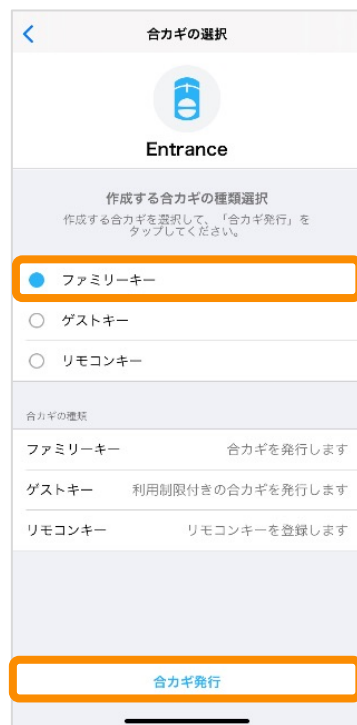 合カギの選択
Entrance
作成する合カギの種類選択
作成する合カギを選択して、「合カギ発行」を
タップしてください。
ファミリーキー
ゲストキー
リモコンキー
合カギの種類
ファミリーキー 合カギを発行します
ゲストキー 利用制限付きの合カギを発行します
リモコンキー リモコンキーを登録します
合カギ発行